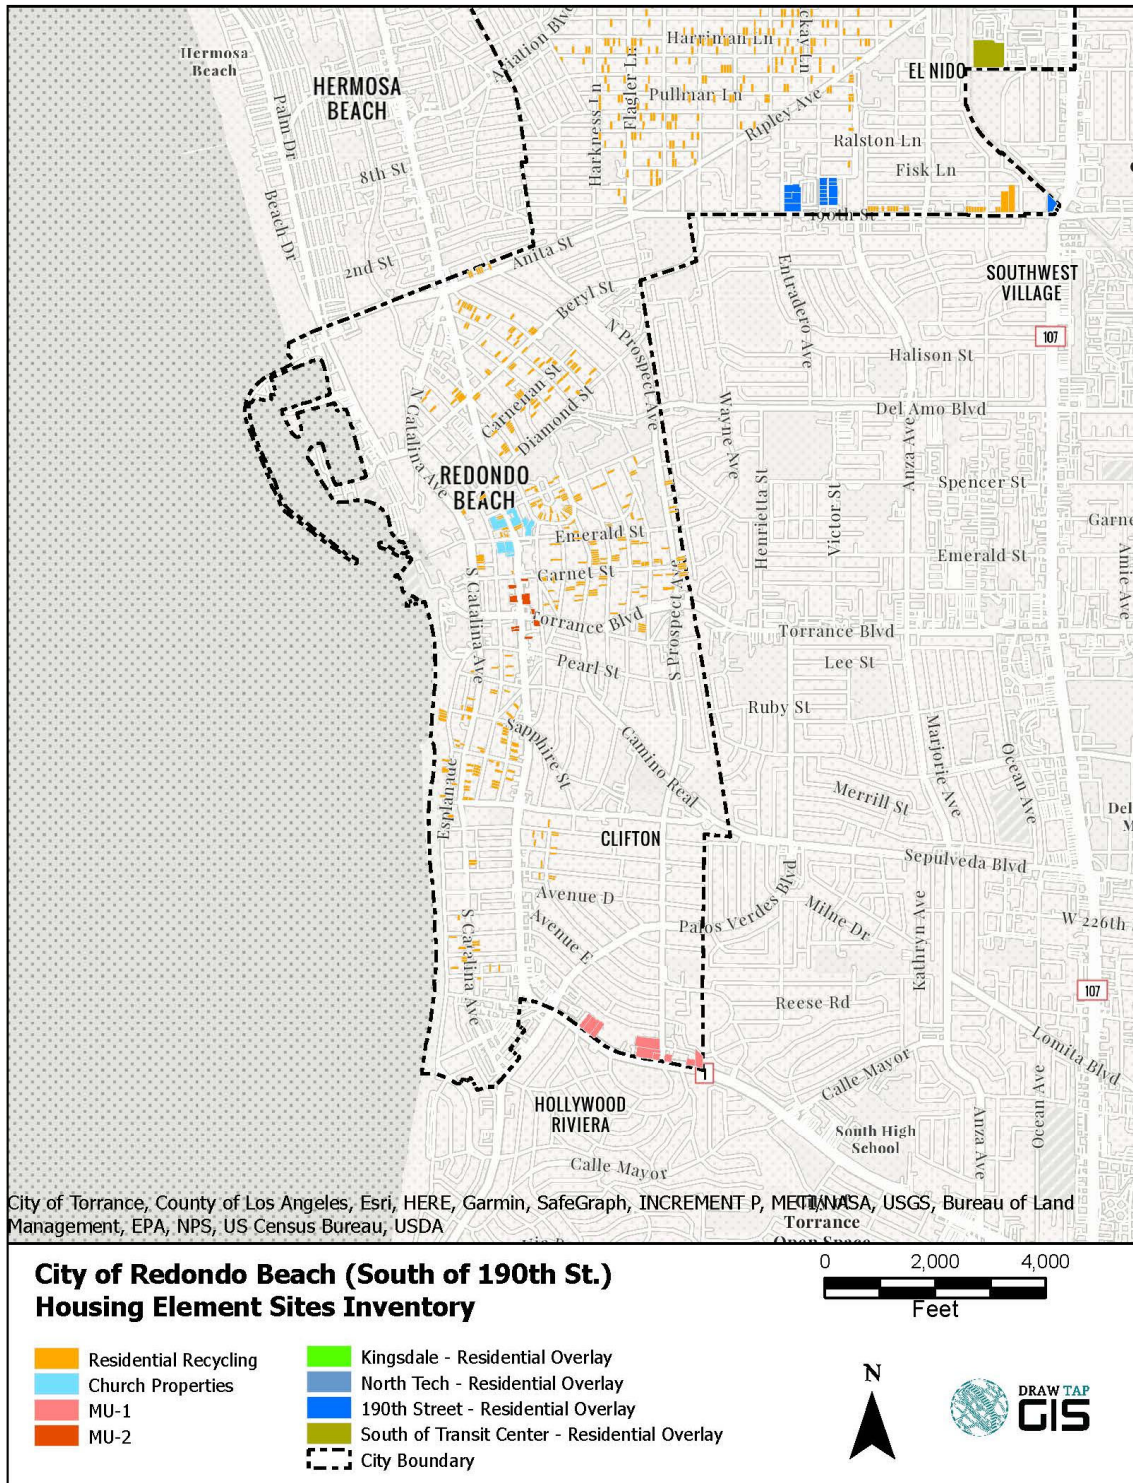 Hermosa
Beach
HERMOSA
BEACH
Aviation Blvd
Palm Dr
8th St
Beach Dr
2nd St
Harkness Ln
Flagler Ln
Harriman Ln
Pullman Ln
Ripley Ave
EL NIDO
Ralston Ln
Fisk Ln
190th St
Anita St
Beryl St
N Prospect Ave
Entradero Ave
SOUTHWEST
VILLAGE
107
Halison St
Carnelian St
Diamond St
N Catalina Ave
Wayne Ave
Del Amo Blvd
Anza Ave
REDONDO
BEACH
Henrietta St
Victor St
Spencer St
Garne
Emerald St
Emerald St
Amie Ave
Garnet St
S Catalina Ave
Torrance Blvd
S Prospect Ave
Torrance Blvd
Pearl St
Lee St
Ruby St
Sapphire St
Camino Real
Marjorie Ave
Ocean Ave
Esplanade
Merrill St
Del
M
CLIFTON
Sepulveda Blvd
Avenue D
Avenue E
Palos Verdes Blvd
Milne Dr
Kathryn Ave
W 226th
S Catalina Ave
107
Reese Rd
Lomita Blvd
Calle Mayor
HOLLYWOOD
RIVIERA
South High
School
Anza Ave
Ocean Ave
Calle Mayor
City of Torrance, County of Los Angeles, Esri, HERE, Garmin, SafeGraph, INCREMENT P, METI/NASA, USGS, Bureau of Land
Management, EPA, NPS, US Census Bureau, USDA
Torrance
Open Space
City of Redondo Beach (South of 190th St.)
Housing Element Sites Inventory
0 2,000 4,000
Feet
Residential Recycling
Church Properties
MU-1
MU-2
Kingsdale - Residential Overlay
North Tech - Residential Overlay
190th Street - Residential Overlay
South of Transit Center - Residential Overlay
City Boundary
N
DRAW TAP
GIS